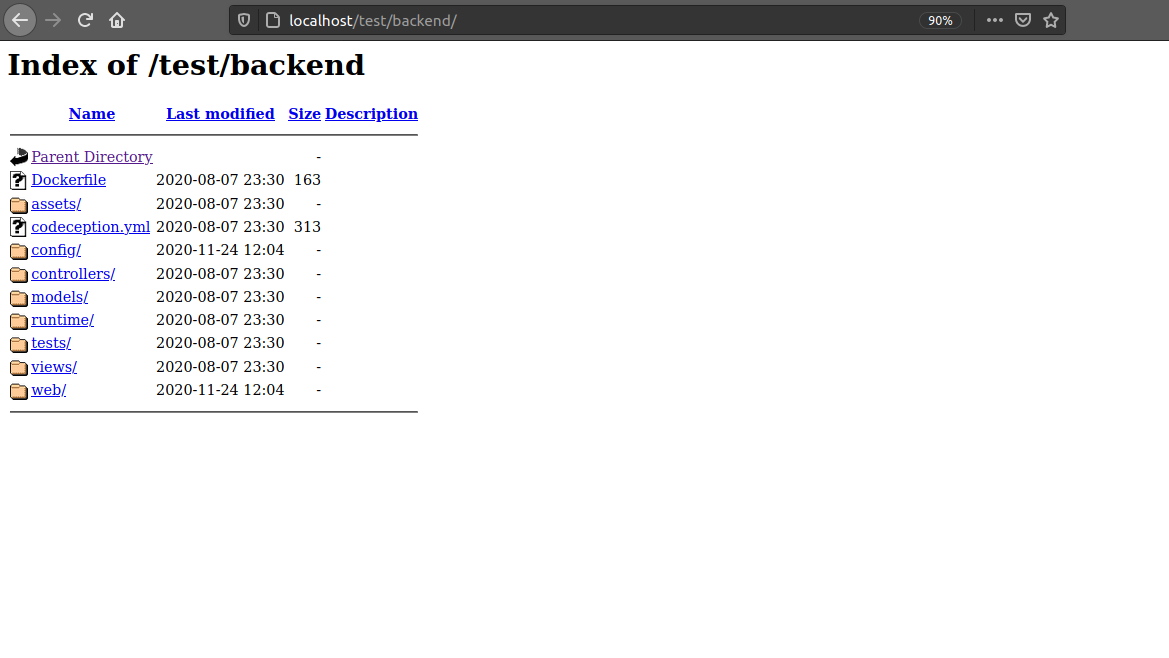 localhost/test/backend/ 90%
Index of /test/backend
Name Last modified Size Description
Parent Directory -
Dockerfile 2020-08-07 23:30 163
assets/ 2020-08-07 23:30 -
codeception.yml 2020-08-07 23:30 313
config/ 2020-11-24 12:04 -
controllers/ 2020-08-07 23:30 -
models/ 2020-08-07 23:30 -
runtime/ 2020-08-07 23:30 -
tests/ 2020-08-07 23:30 -
views/ 2020-08-07 23:30 -
web/ 2020-11-24 12:04 -